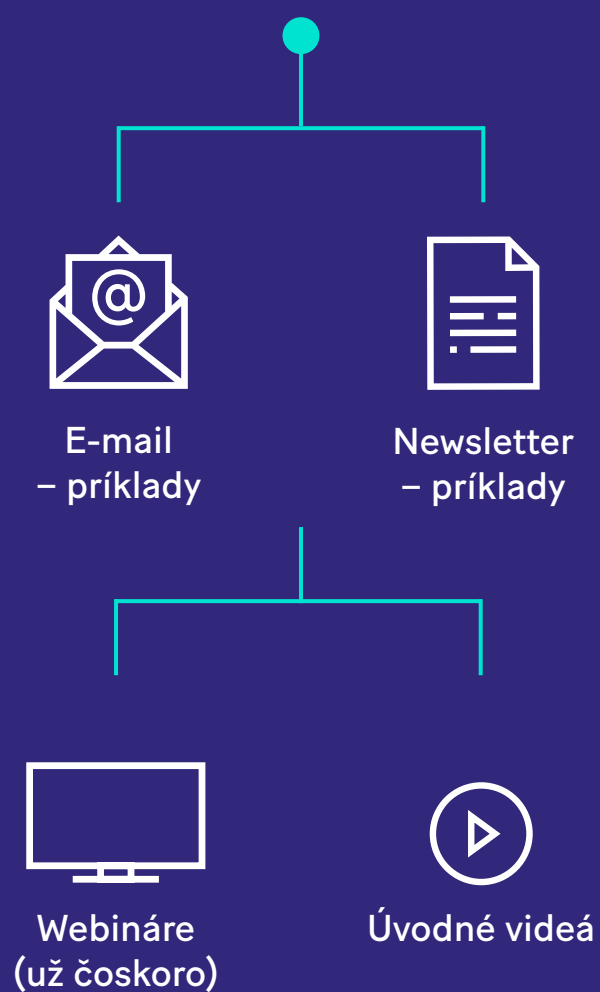 @
E-mail
– príklady
Newsletter
– príklady
Webináre
(už čoskoro)
Úvodné videá